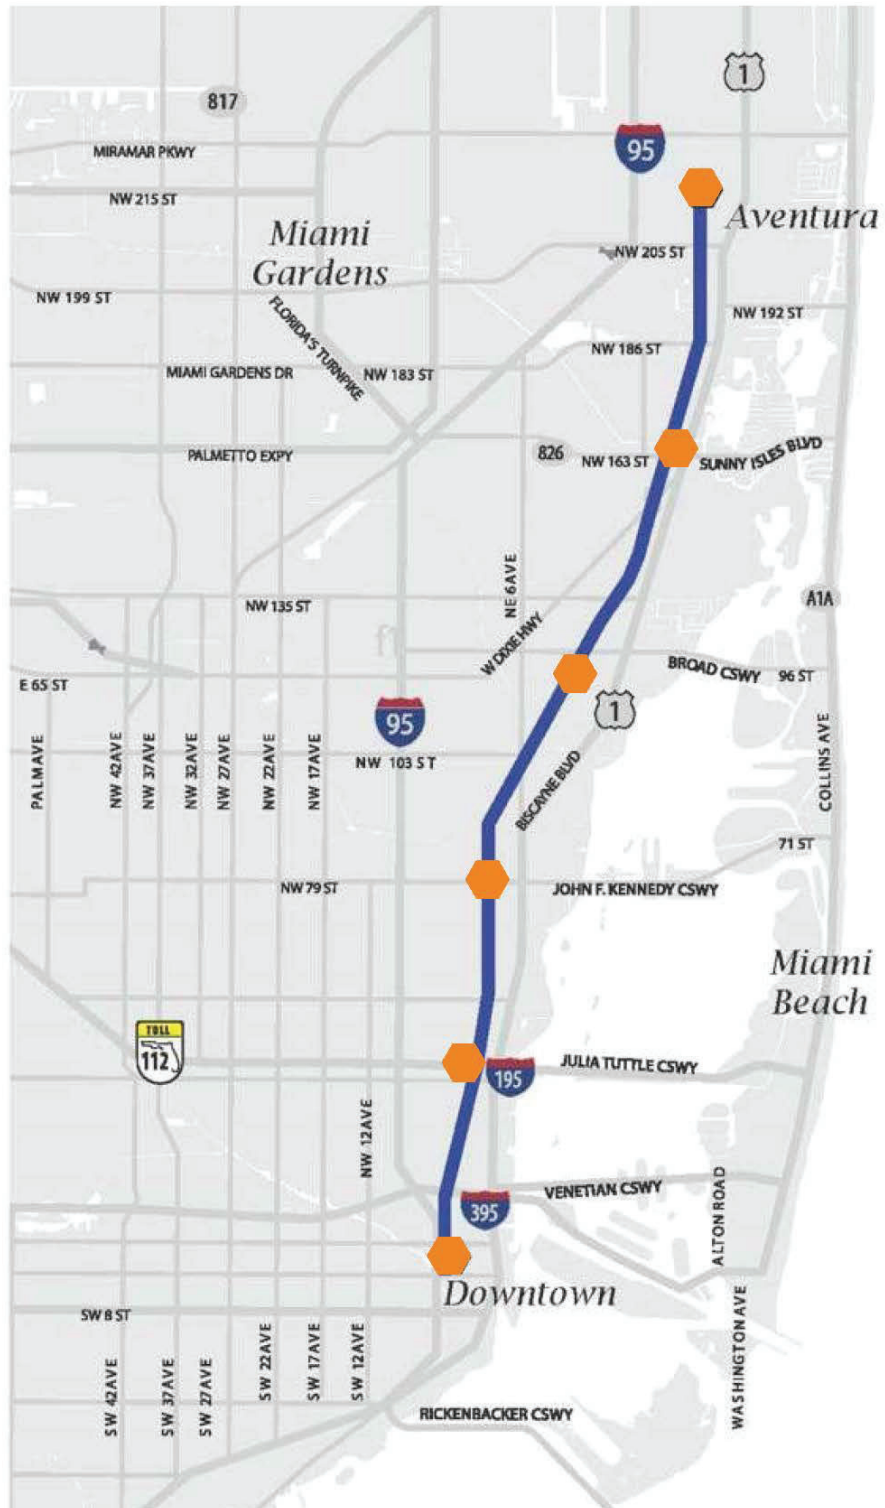 1
817
95
MIRAMAR PKWY
NW 215 ST
Aventura
Miami
Gardens
NW 205 ST
NW 199 ST
FLORIDA'S TURNPIKE
NW 192 ST
NW 186 ST
MIAMI GARDENS DR
NW 183 ST
PALMETTO EXPY
826
NW 163 ST
SUNNY ISLES BLVD
NE 6 AVE
A1A
NW 135 ST
W DIXIE HWY
BROAD CSWY
96 ST
E 65 ST
95
1
PALM AVE
NW 42 AVE
NW 37 AVE
NW 32 AVE
NW 27 AVE
NW 22 AVE
NW 17 AVE
NW 103 ST
BISCAYNE BLVD
COLLINS AVE
71 ST
NW 79 ST
JOHN F. KENNEDY CSWY
Miami
Beach
TOLL
112
195
JULIA TUTTLE CSWY
NW 12 AVE
VENETIAN CSWY
395
ALTON ROAD
Downtown
SW 8 ST
WASHINGTON AVE
SW 42 AVE
SW 37 AVE
SW 27 AVE
SW 22 AVE
SW 17 AVE
SW 12 AVE
RICKENBACKER CSWY